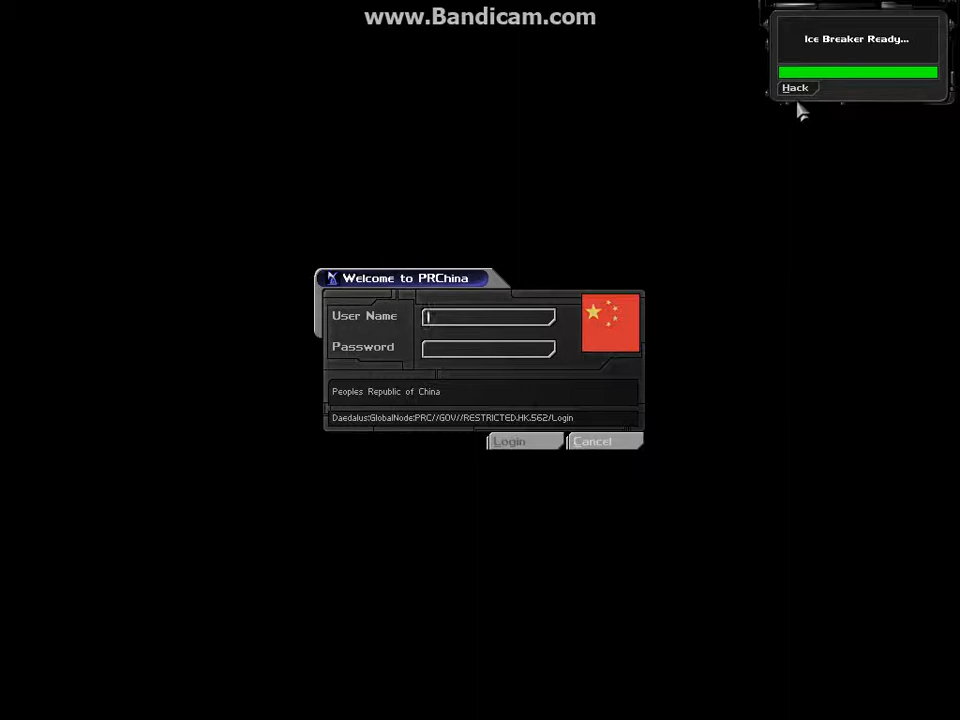 www.Bandicam.com
Ice Breaker Ready...
Hack
Welcome to PRChina
User Name
Password
Peoples Republic of China
Daedalus:GlobalNode:PRC//GOV//RESTRICTED.HK.562/Login
Login
Cancel